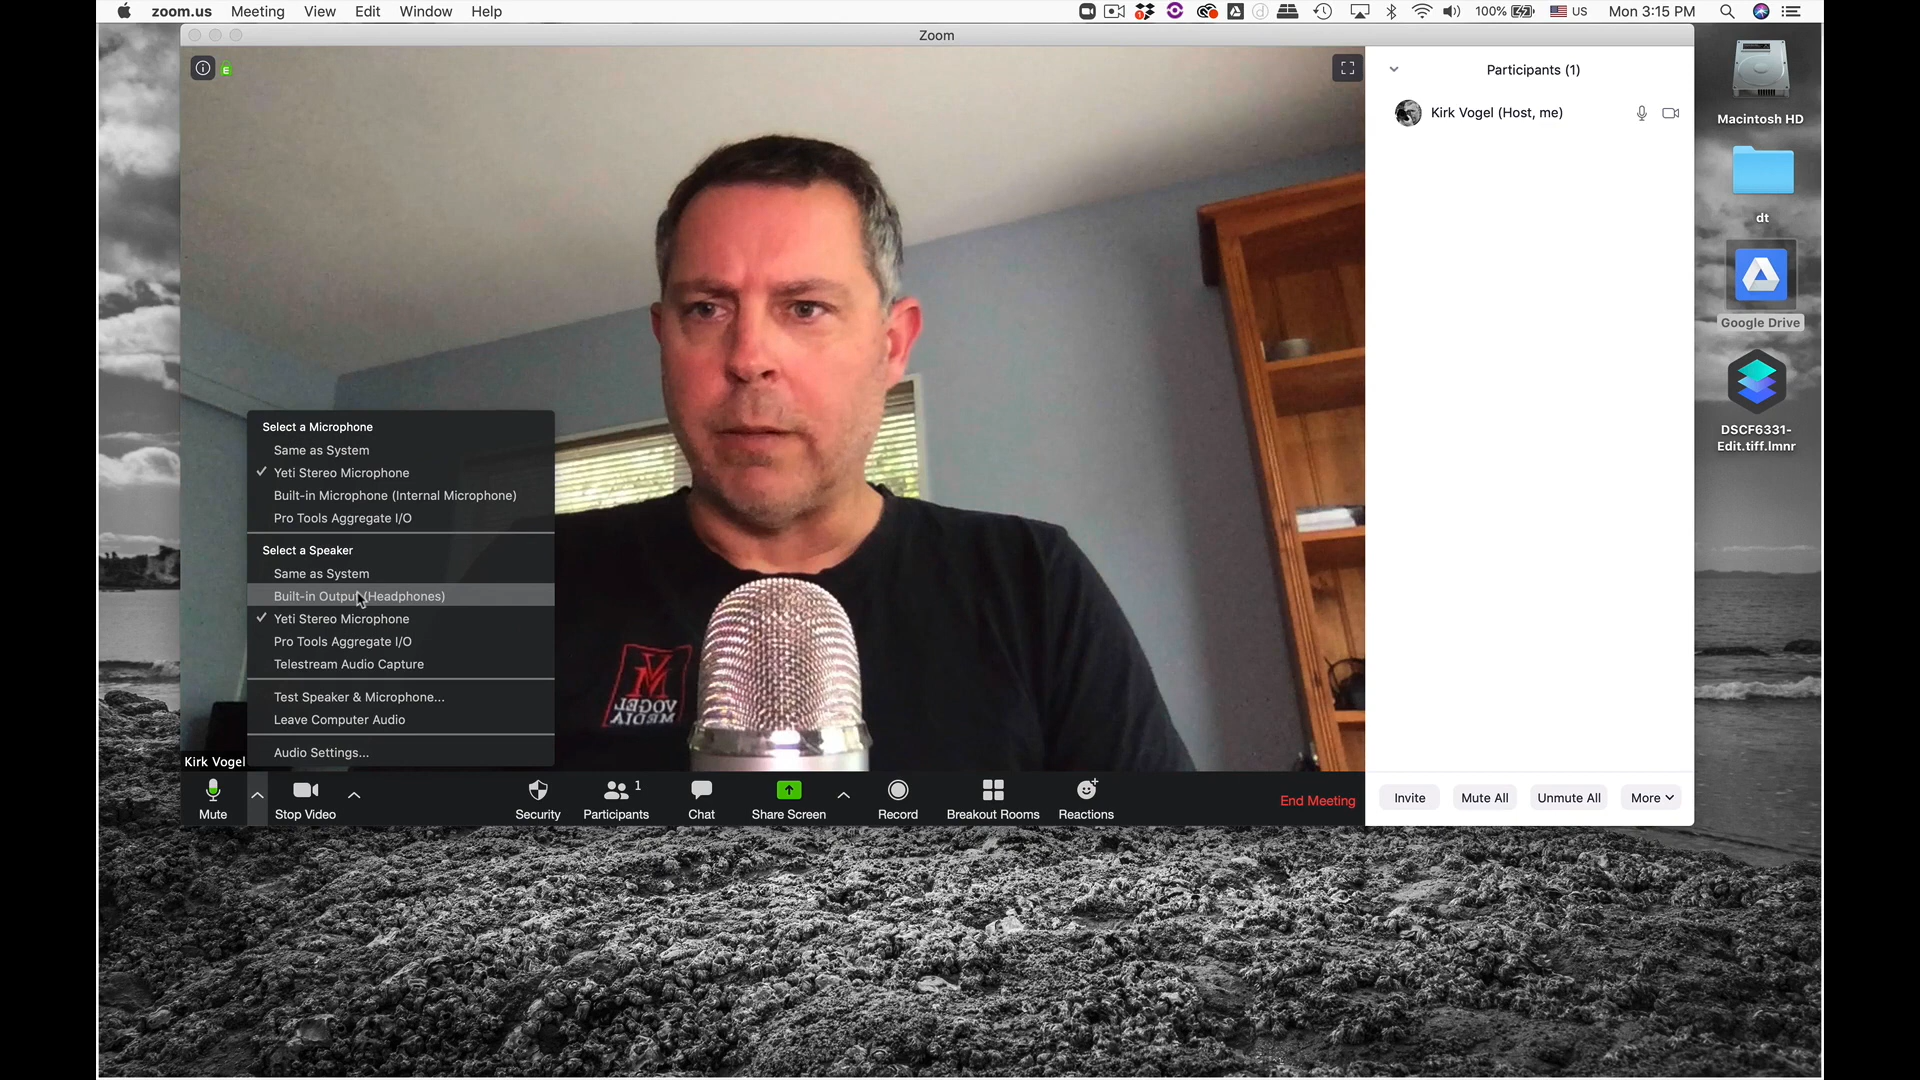 zoom.us Meeting View Edit Window Help
100% US Mon 3:15 PM
Zoom
E
Participants (1)
Kirk Vogel (Host, me)
Macintosh HD
dt
Google Drive
DSCF6331-
Edit.tiff.lmnr
Select a Microphone
Same as System
✓ Yeti Stereo Microphone
Built-in Microphone (Internal Microphone)
Pro Tools Aggregate I/O
Select a Speaker
Same as System
Built-in Output (Headphones)
✓ Yeti Stereo Microphone
Pro Tools Aggregate I/O
Telestream Audio Capture
Test Speaker & Microphone...
Leave Computer Audio
Audio Settings...
VOGEL
MEDIA
Kirk Vogel
Mute Stop Video Security Participants 1 Chat Share Screen Record Breakout Rooms Reactions End Meeting
Invite Mute All Unmute All More